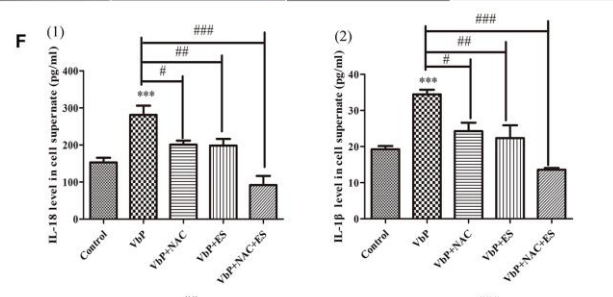 F
(1)
###
##
#
***
IL-18 level in cell supernate (pg/ml)
400
300
200
100
0
Control
VbP
VbP+NAC
VbP+ES
VbP+NAC+ES
(2)
###
##
#
***
IL-1β level in cell supernate (pg/ml)
40
30
20
10
0
Control
VbP
VbP+NAC
VbP+ES
VbP+NAC+ES